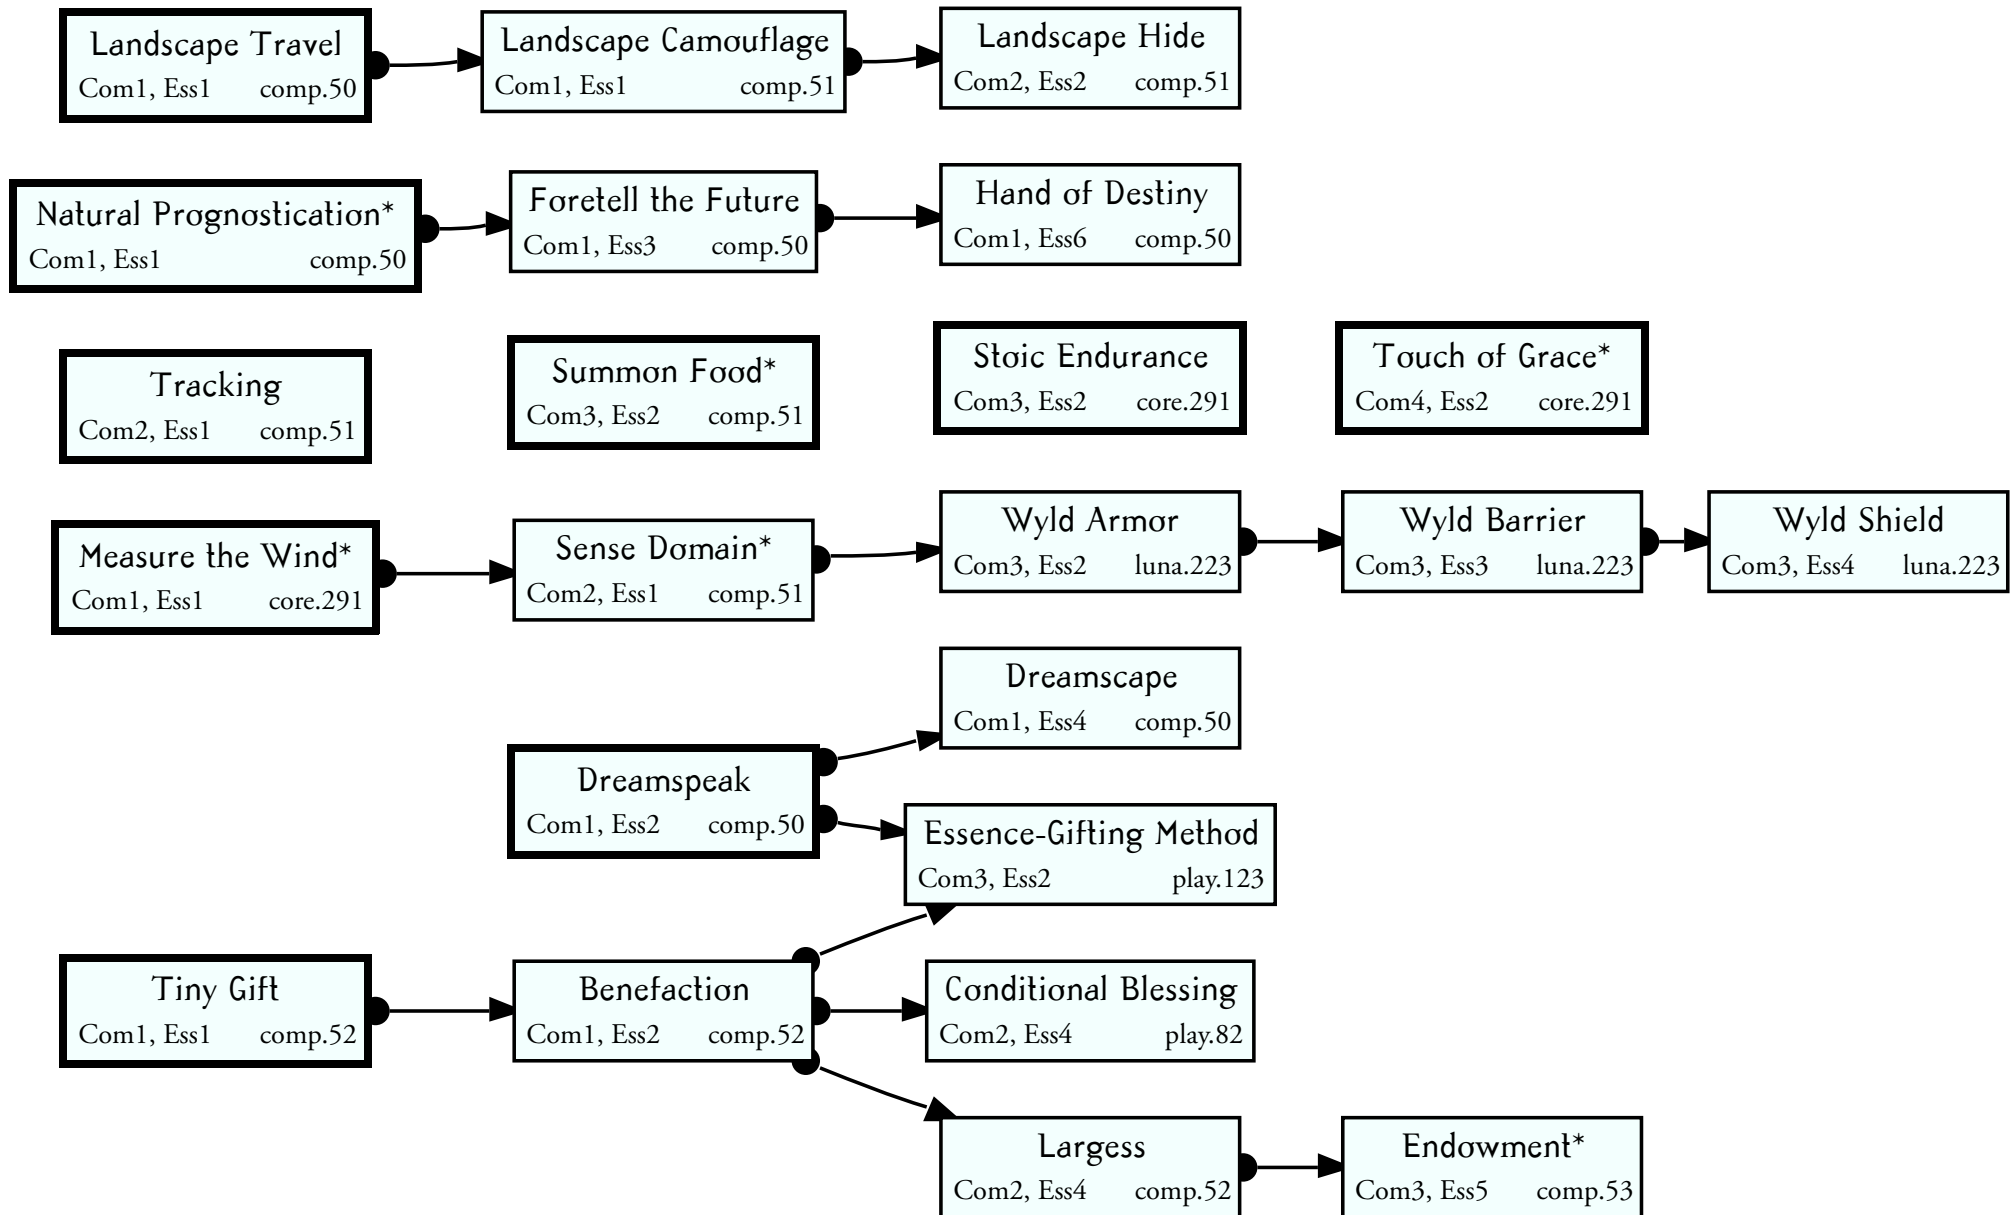 Landscape Travel
Com1, Ess1 comp.50
Landscape Camouflage
Com1, Ess1 comp.51
Landscape Hide
Com2, Ess2 comp.51
Natural Prognostication*
Com1, Ess1 comp.50
Foretell the Future
Com1, Ess3 comp.50
Hand of Destiny
Com1, Ess6 comp.50
Tracking
Com2, Ess1 comp.51
Summon Food*
Com3, Ess2 comp.51
Stoic Endurance
Com3, Ess2 core.291
Touch of Grace*
Com4, Ess2 core.291
Measure the Wind*
Com1, Ess1 core.291
Sense Domain*
Com2, Ess1 comp.51
Wyld Armor
Com3, Ess2 luna.223
Wyld Barrier
Com3, Ess3 luna.223
Wyld Shield
Com3, Ess4 luna.223
Dreamscape
Com1, Ess4 comp.50
Dreamspeak
Com1, Ess2 comp.50
Essence-Gifting Method
Com3, Ess2 play.123
Tiny Gift
Com1, Ess1 comp.52
Benefaction
Com1, Ess2 comp.52
Conditional Blessing
Com2, Ess4 play.82
Largess
Com2, Ess4 comp.52
Endowment*
Com3, Ess5 comp.53